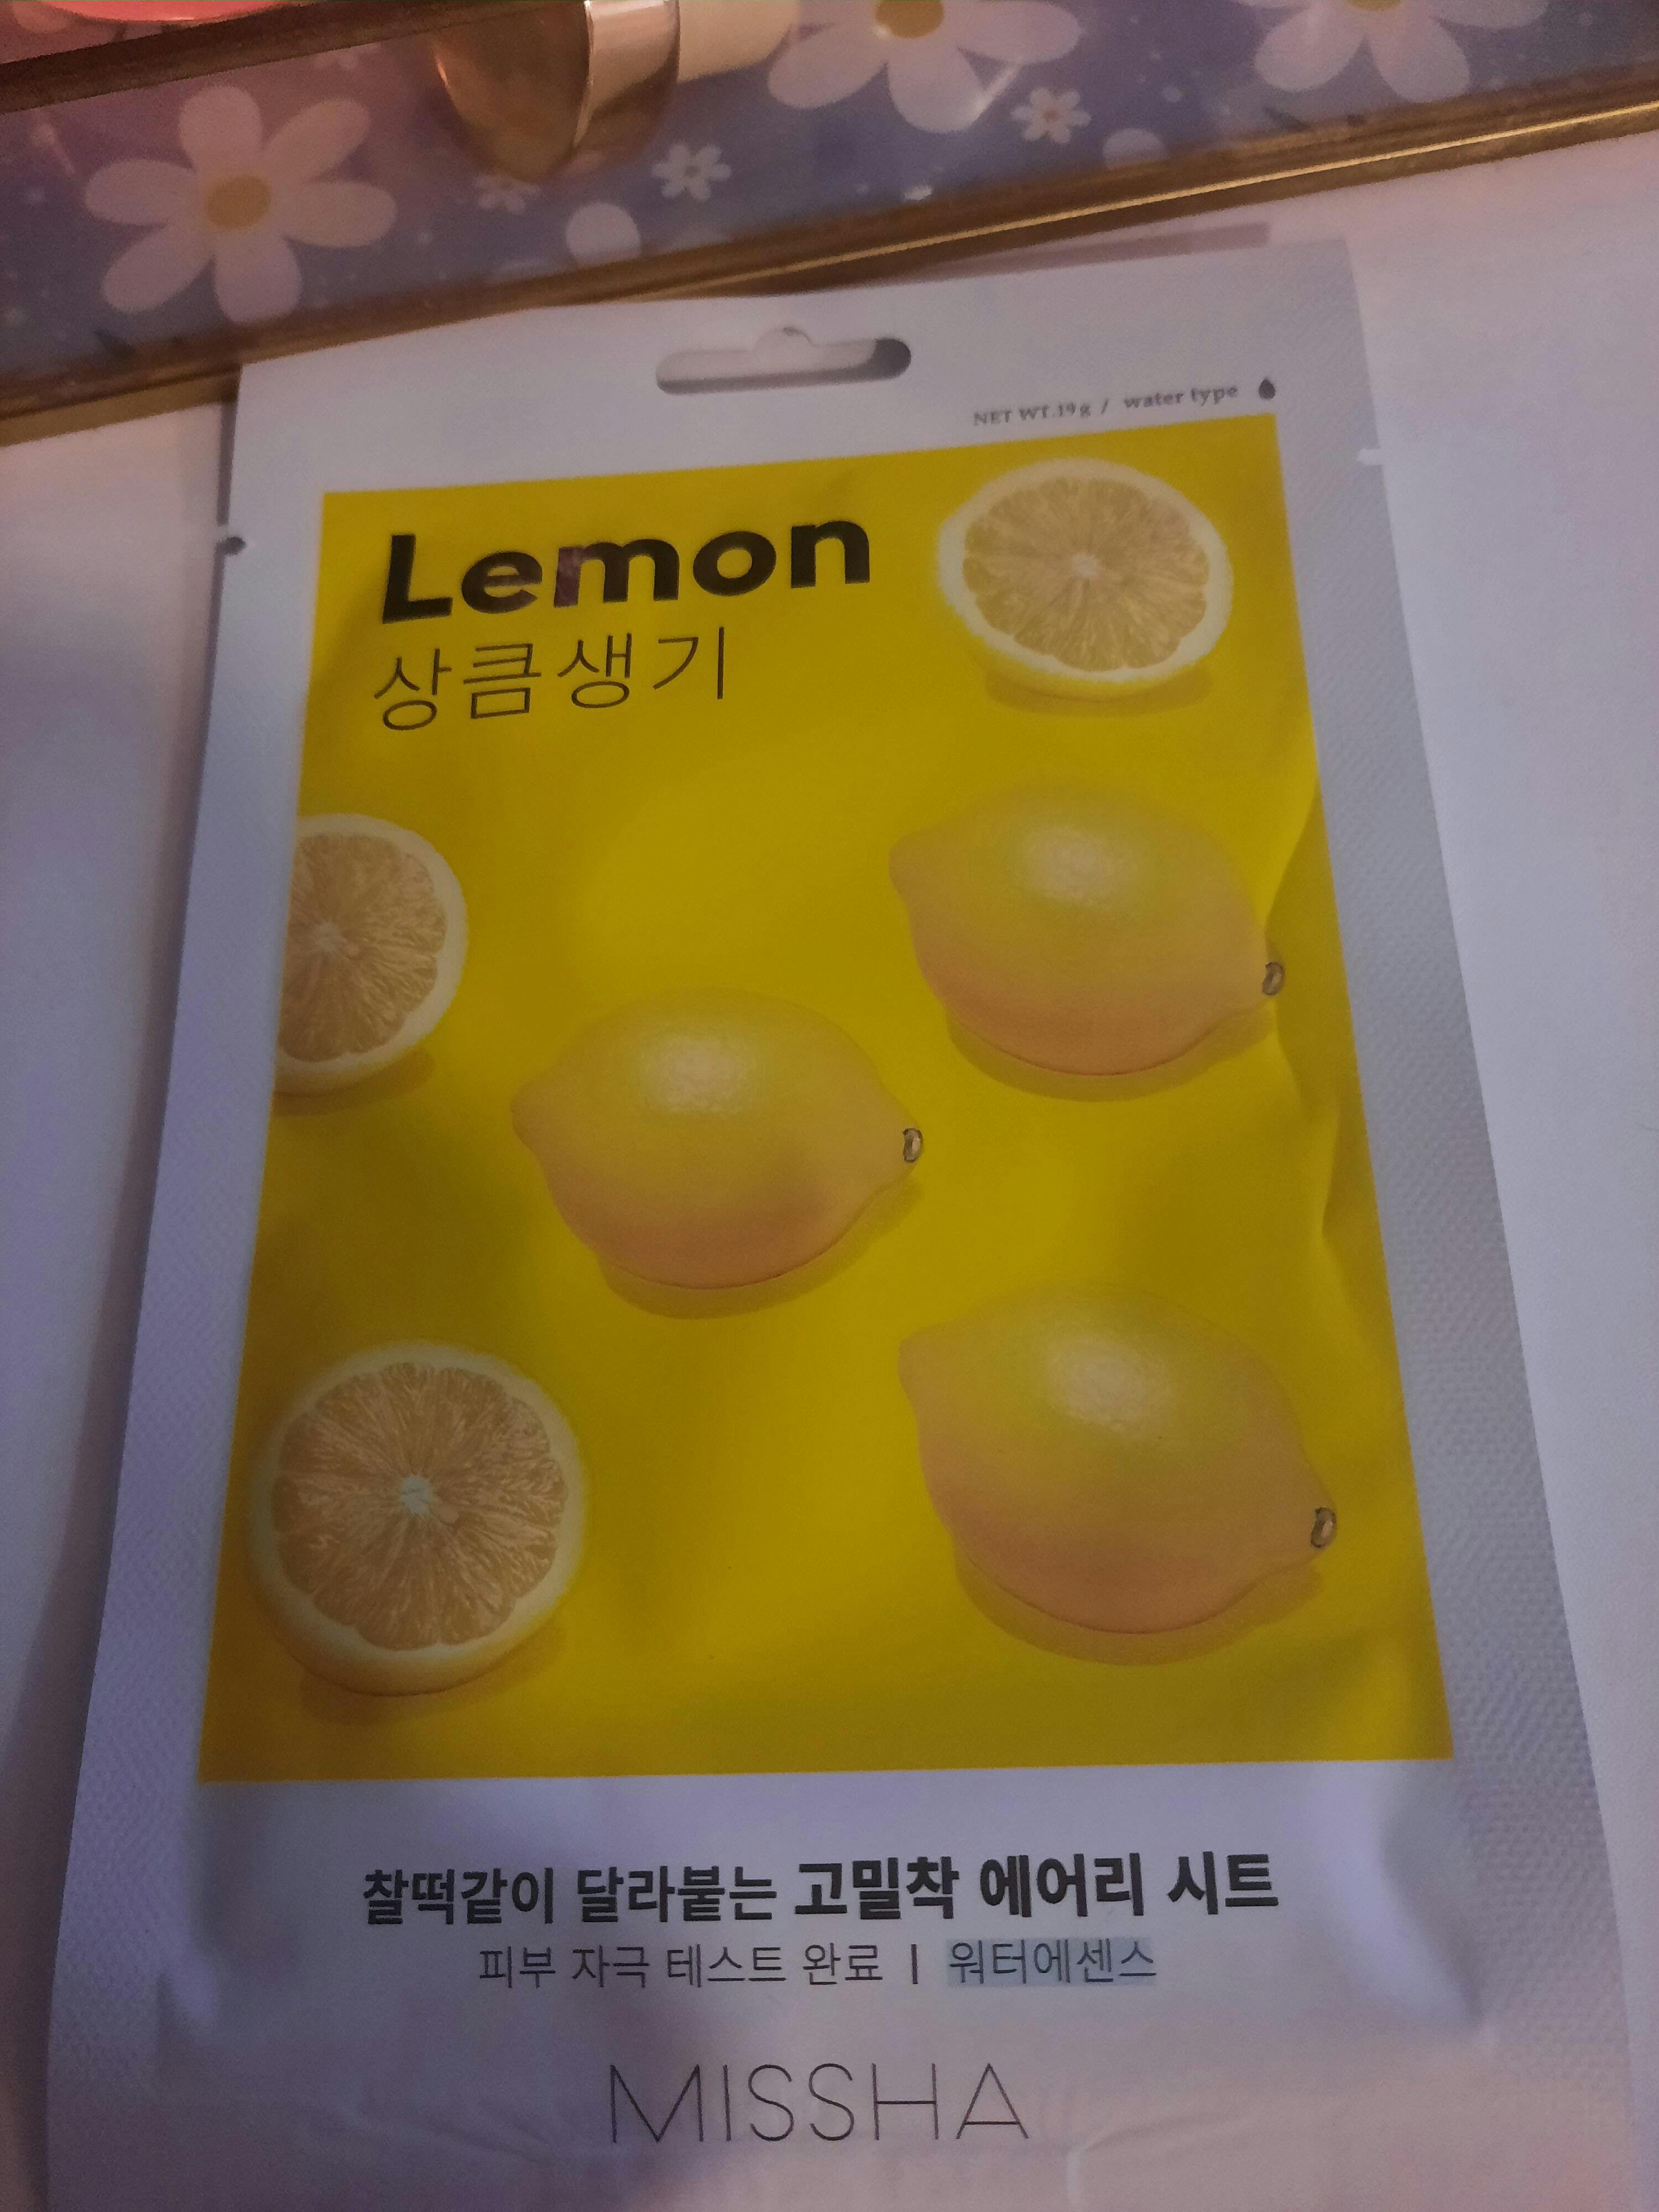 NET WT.19g / water type
Lemon
상큼생기
찰떡같이 달라붙는 고밀착 에어리 시트
피부 자극 테스트 완료 | 워터에센스
MISSHA